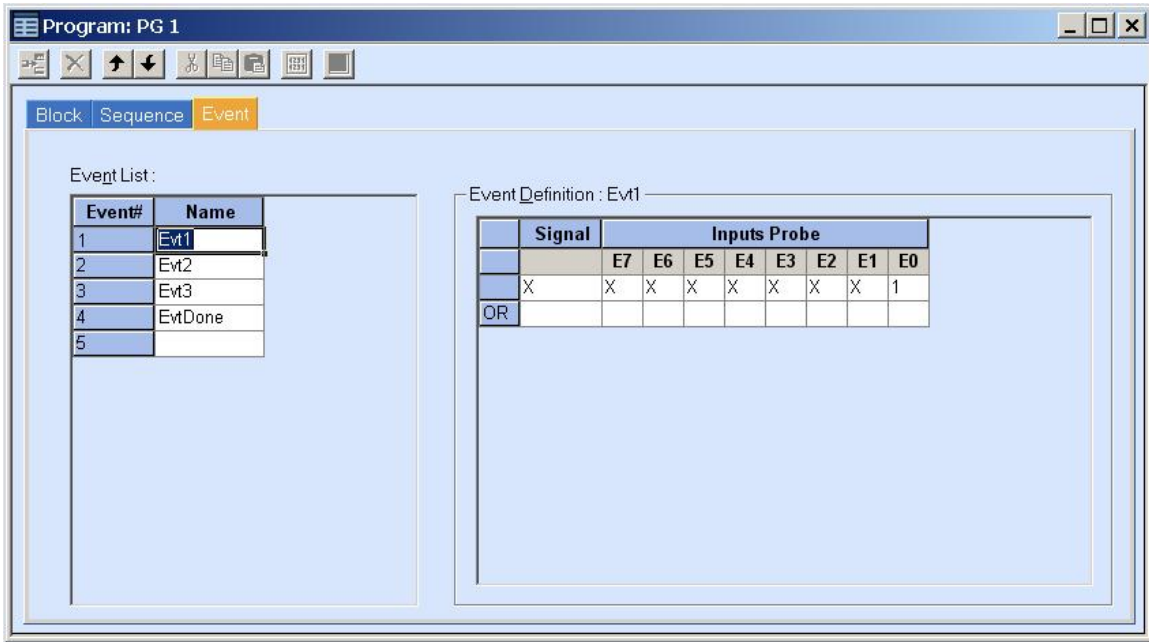 Program: PG 1
Block Sequence Event
Event List :
Event# Name
1 Evt1
2 Evt2
3 Evt3
4 EvtDone
5
Event Definition : Evt1
Signal Inputs Probe
E7 E6 E5 E4 E3 E2 E1 E0
X X X X X X X X 1
OR